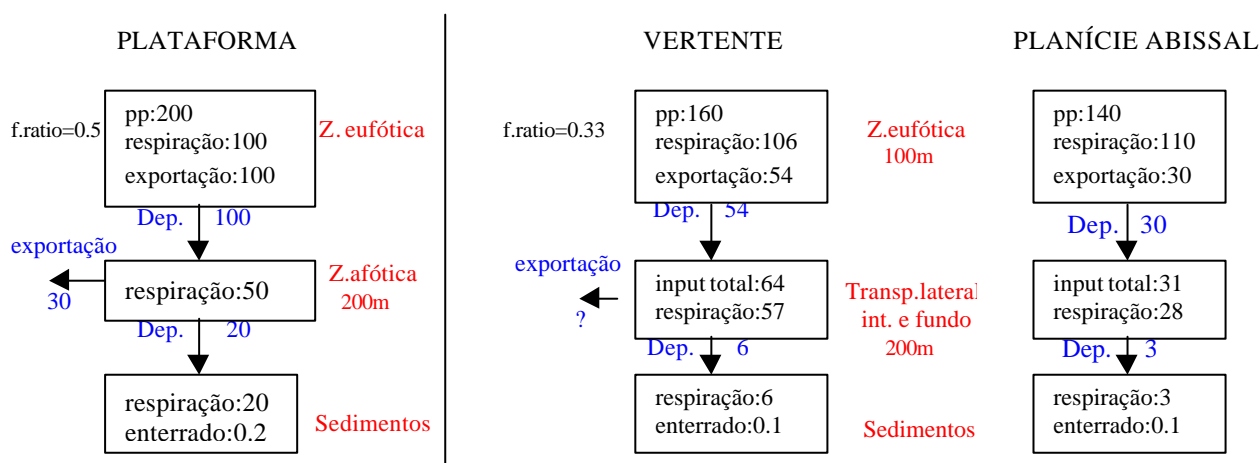 PLATAFORMA
f.ratio=0.5
pp:200
respiração:100
exportação:100
Z. eufótica
Dep. 100
exportação
30
respiração:50
Z.afótica
200m
Dep. 20
respiração:20
enterrado:0.2
Sedimentos
VERTENTE
f.ratio=0.33
pp:160
respiração:106
exportação:54
Z.eufótica
100m
Dep. 54
exportação
?
input total:64
respiração:57
Transp.lateral
int. e fundo
200m
Dep. 6
respiração:6
enterrado:0.1
Sedimentos
PLANÍCIE ABISSAL
pp:140
respiração:110
exportação:30
Dep. 30
input total:31
respiração:28
Dep. 3
respiração:3
enterrado:0.1